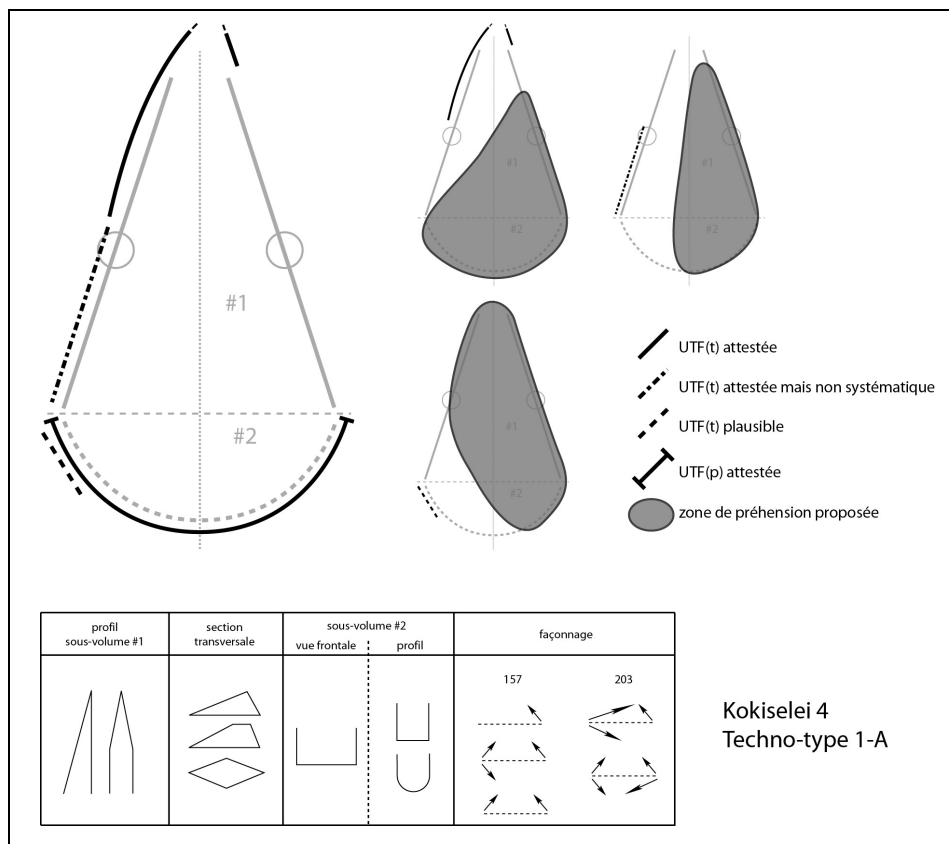 #1
#2
#1
#2
#1
#2
#1
#2
UTF(t) attestée
UTF(t) attestée mais non systématique
UTF(t) plausible
UTF(p) attestée
zone de préhension proposée
profil
sous-volume #1
section
transversale
sous-volume #2
vue frontale
profil
façonnage
157
203
Kokiselei 4
Techno-type 1-A